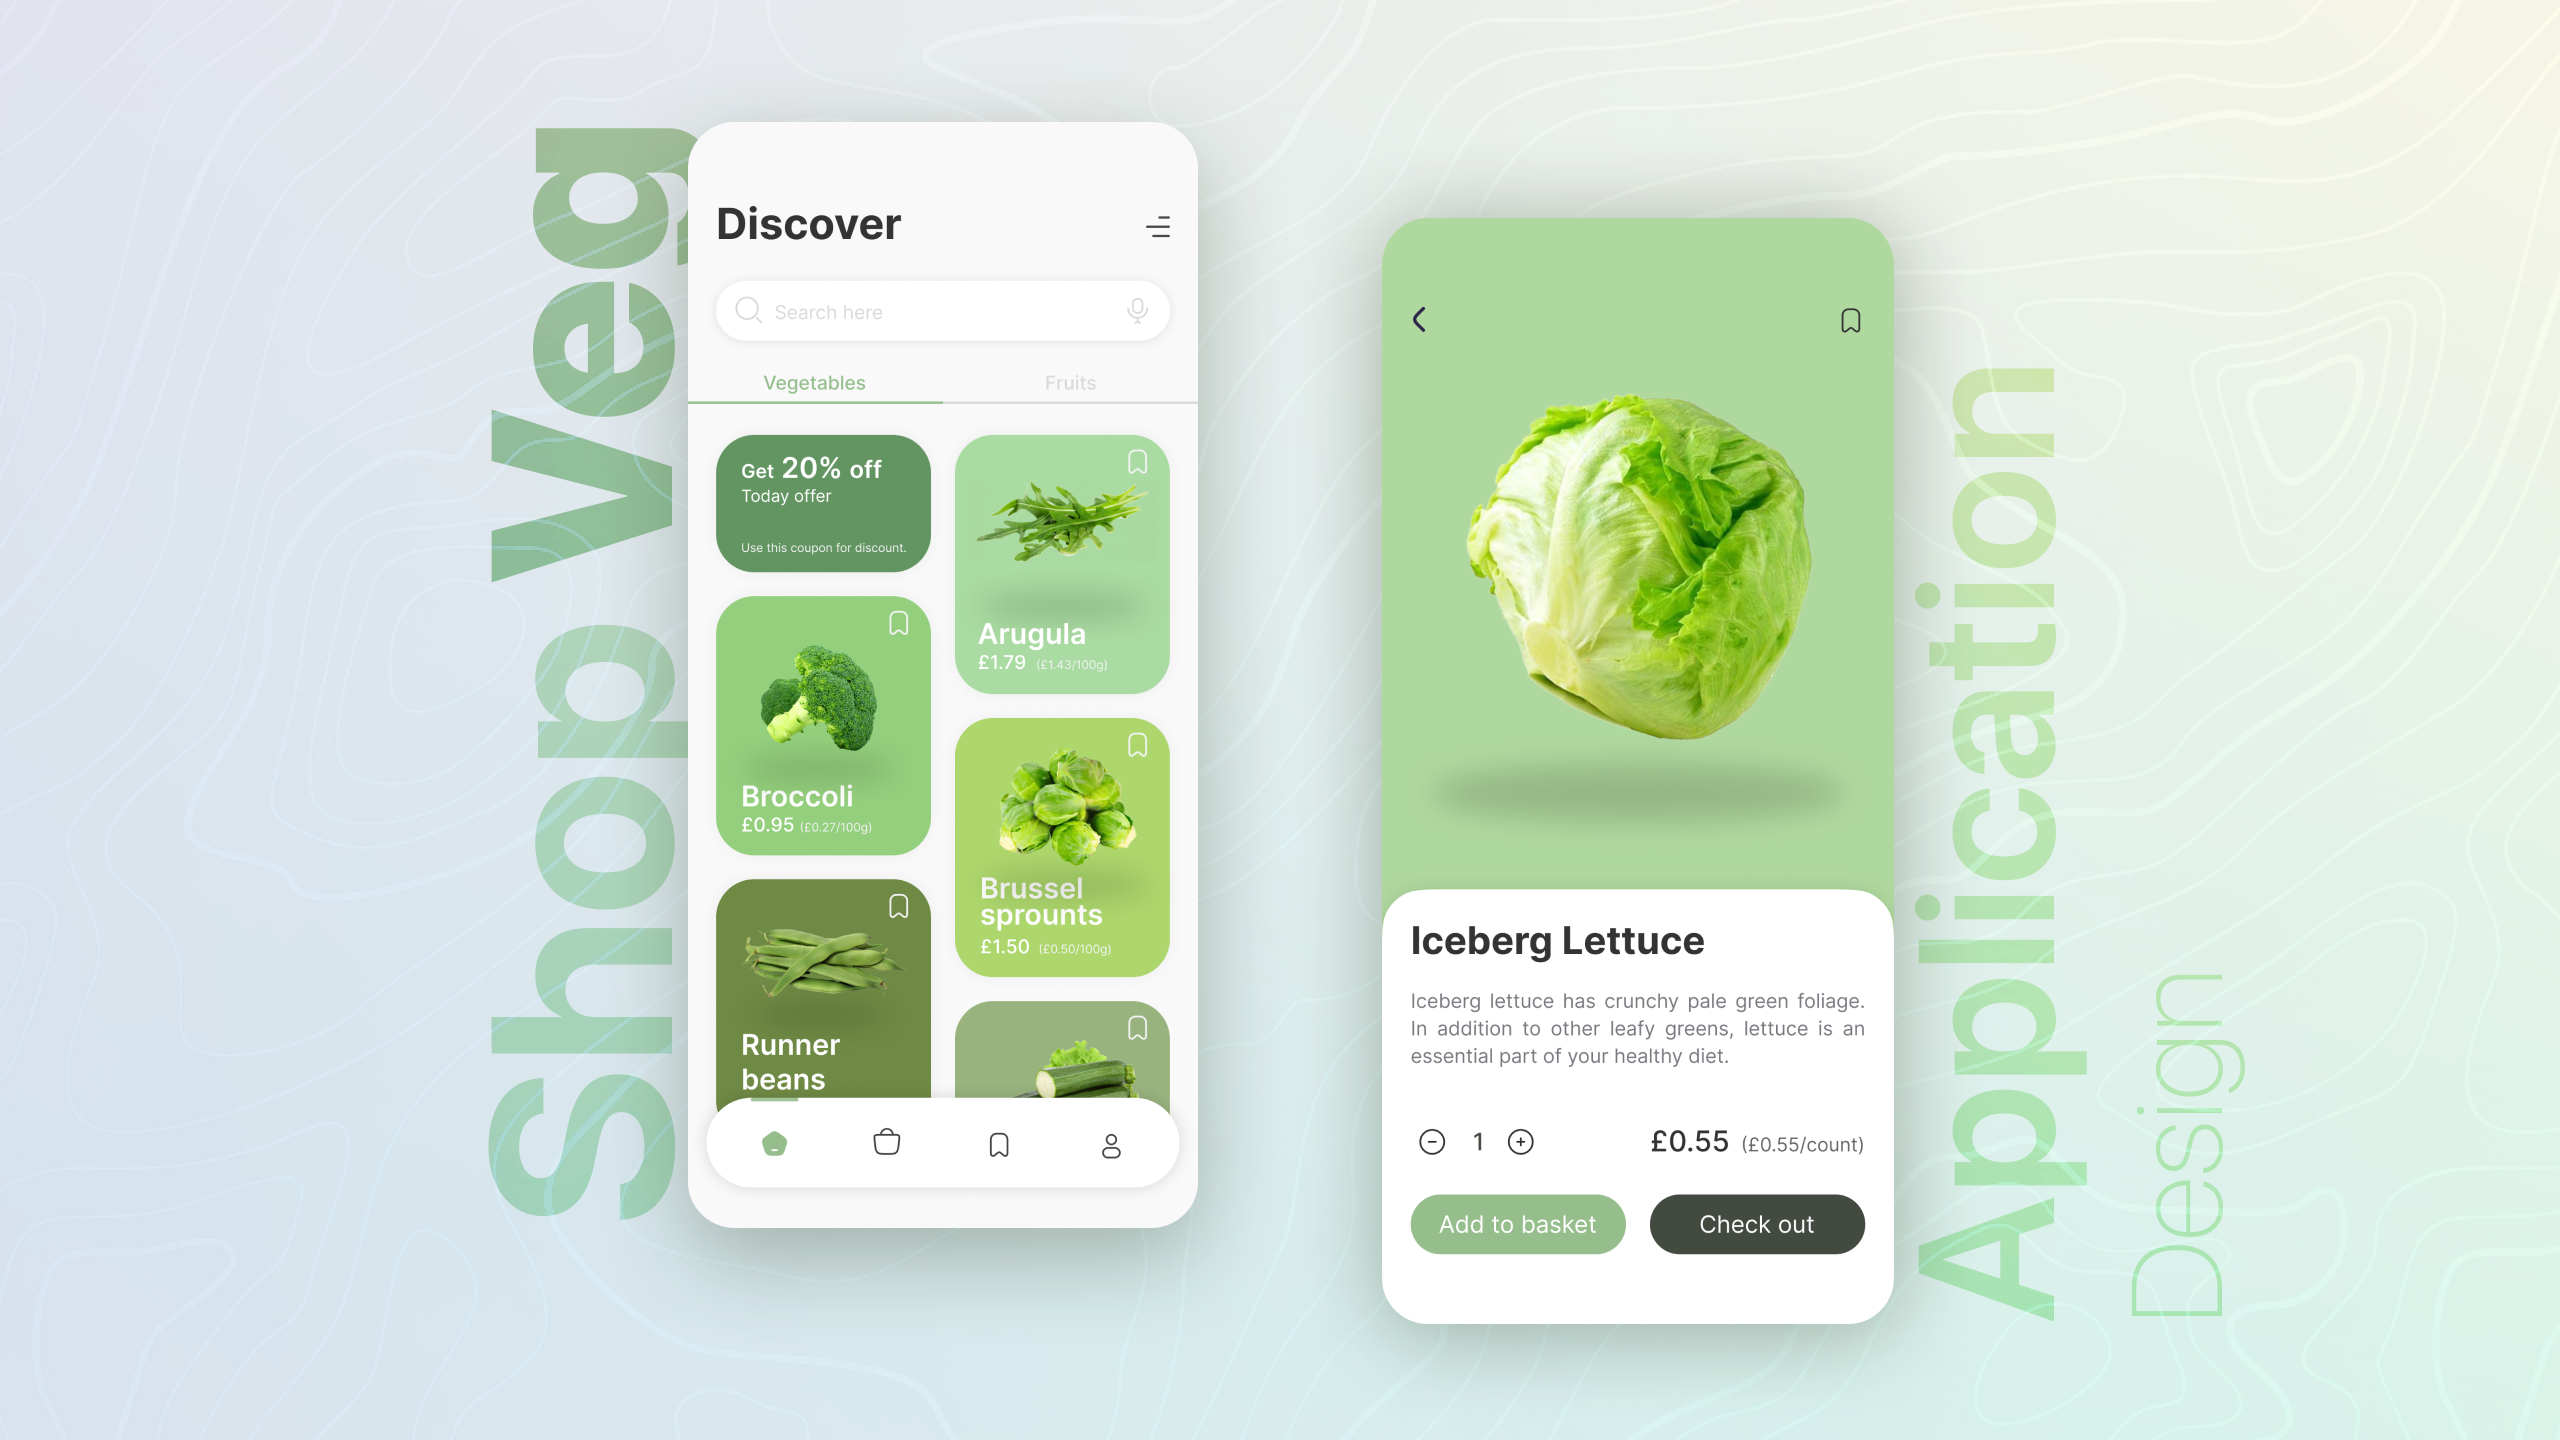 Shop Veg
Discover
Search here
Vegetables
Fruits
Get 20% off
Today offer
Use this coupon for discount.
Arugula
£1.79 (£1.43/100g)
Broccoli
£0.95 (£0.27/100g)
Brussel
sprounts
£1.50 (£0.50/100g)
Runner
beans
Iceberg Lettuce
Iceberg lettuce has crunchy pale green foliage.
In addition to other leafy greens, lettuce is an
essential part of your healthy diet.
1
£0.55 (£0.55/count)
Add to basket
Check out
Application
Design